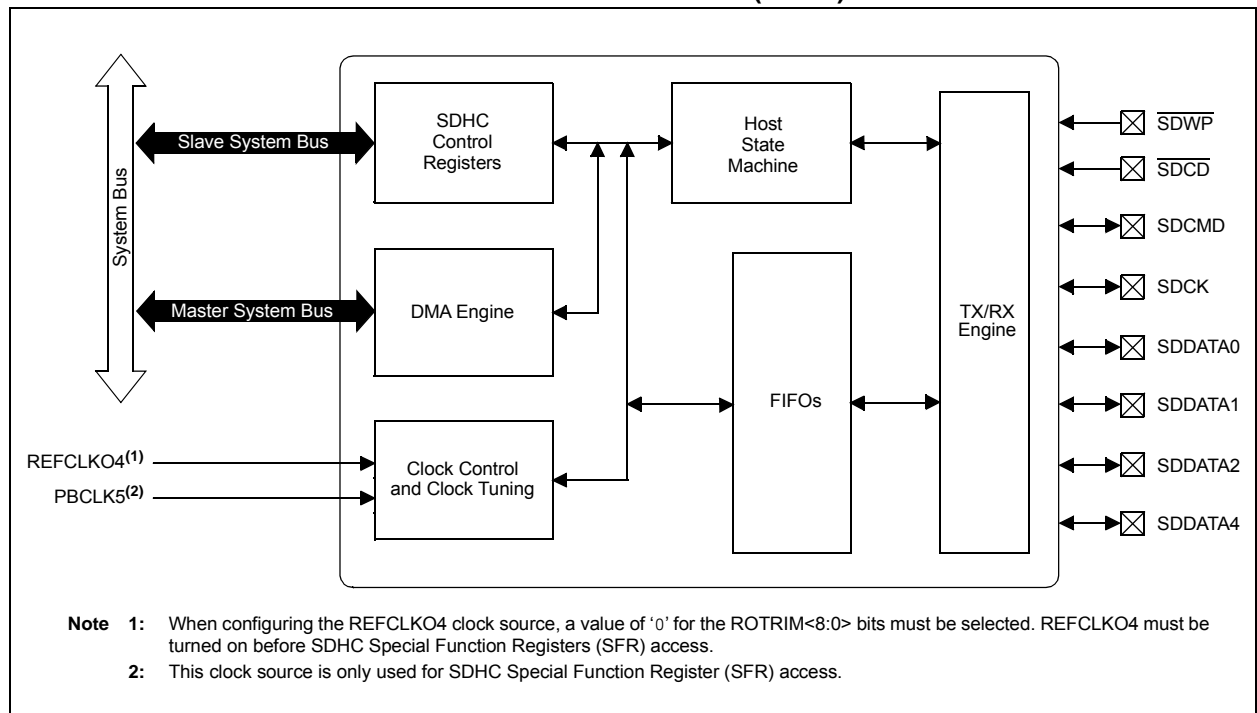 System Bus
Slave System Bus
Master System Bus
SDHC
Control
Registers
DMA Engine
Clock Control
and Clock Tuning
Host
State
Machine
FIFOs
TX/RX
Engine
SDWP
SDCD
SDCMD
SDCK
SDDATA0
SDDATA1
SDDATA2
SDDATA4
REFCLKO4(1)
PBCLK5(2)
Note 1: When configuring the REFCLKO4 clock source, a value of ‘0’ for the ROTRIM<8:0> bits must be selected. REFCLKO4 must be
turned on before SDHC Special Function Registers (SFR) access.
2: This clock source is only used for SDHC Special Function Register (SFR) access.